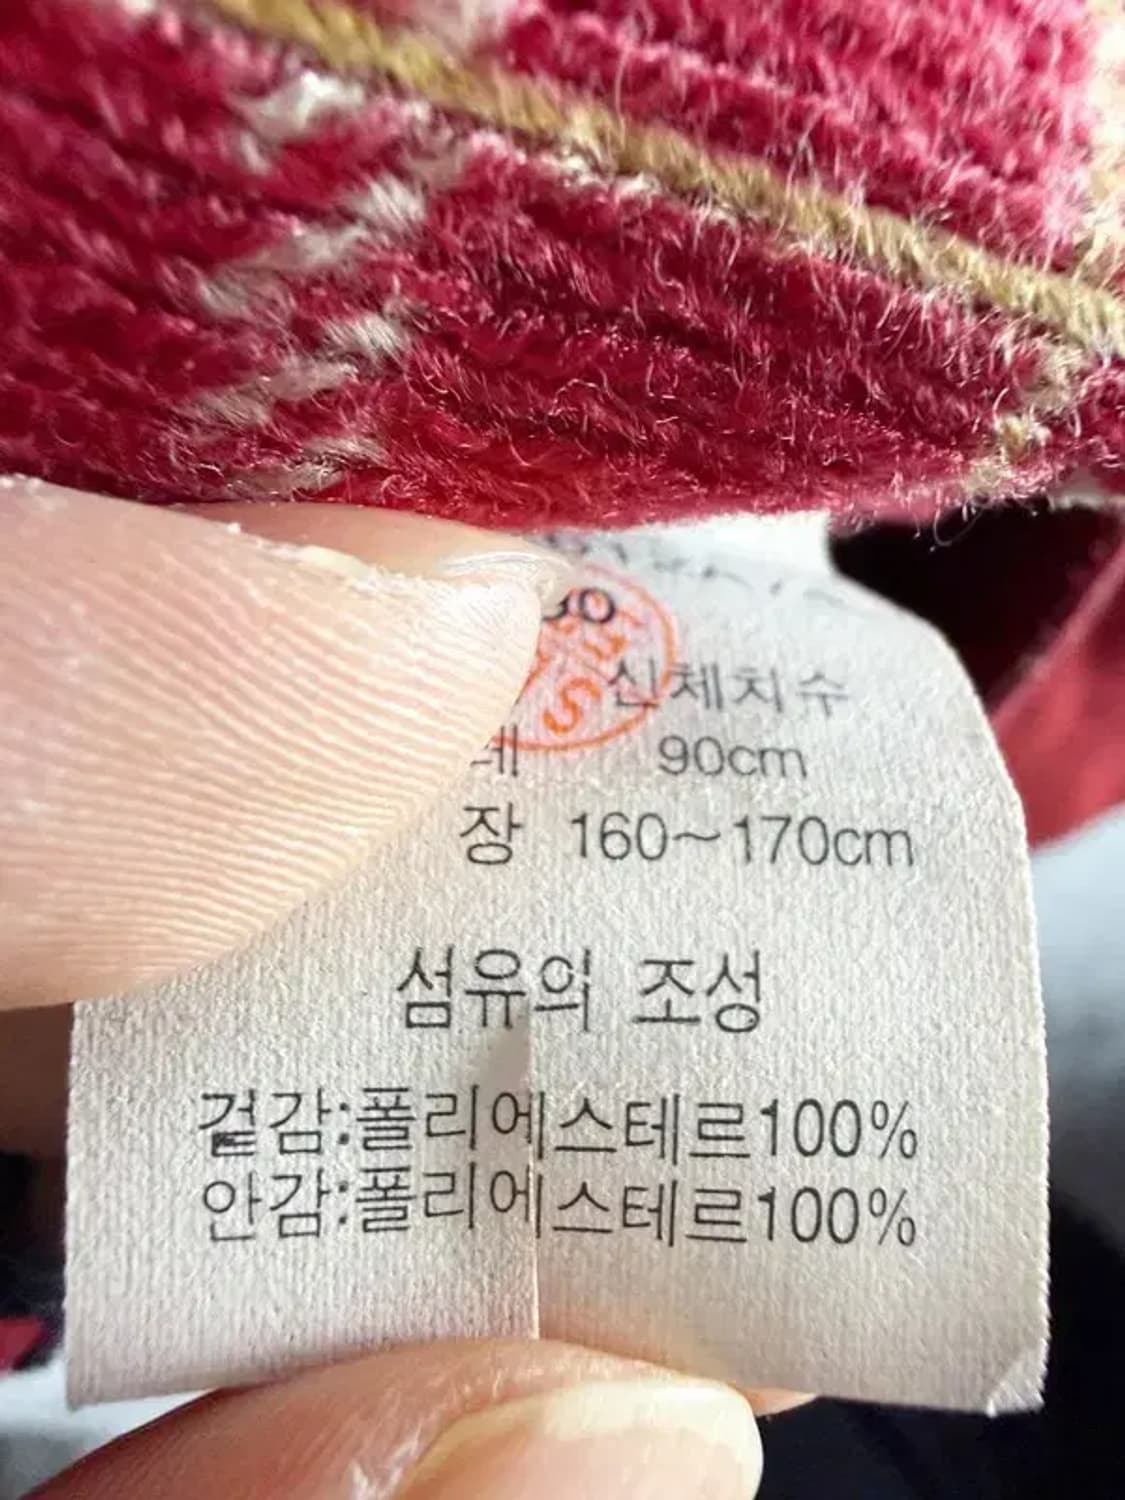 신체치수
90cm
장 160~170cm
섬유의 조성
겉감:폴리에스테르100%
안감:폴리에스테르100%